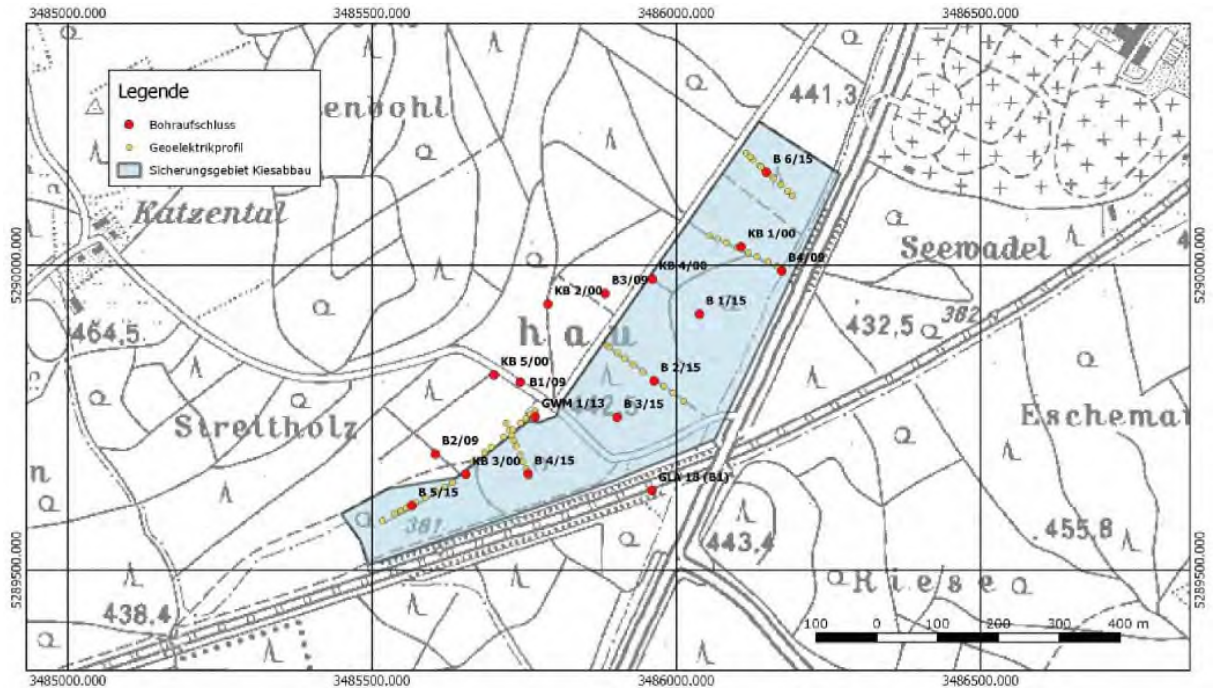 3485000.000 3485500.000 3486000.000 3486500.000
Legende
Bohraufschluss
Geoelektrikprofil
Sicherungsgebiet Kiesabbau
enbohl
441,3
B 6/15
Katzental
KB 1/00
Seewadel
5290000.000
5290000.000
B4/09
KB 4/00
B3/09
KB 2/00
B 1/15
464,5
hau
432,5
382
KB 5/00
B1/09
B 2/15
GWM 1/13
B 3/15
Streitholz
Eschemar
B2/09
KB 3/00
B 4/15
n
GLA 18 (B1)
B 5/15
381
443,4
455,8
5289500.000
5289500.000
Riese
438.4
100 0 100 200 300 400 m
3485000.000 3485500.000 3486000.000 3486500.000